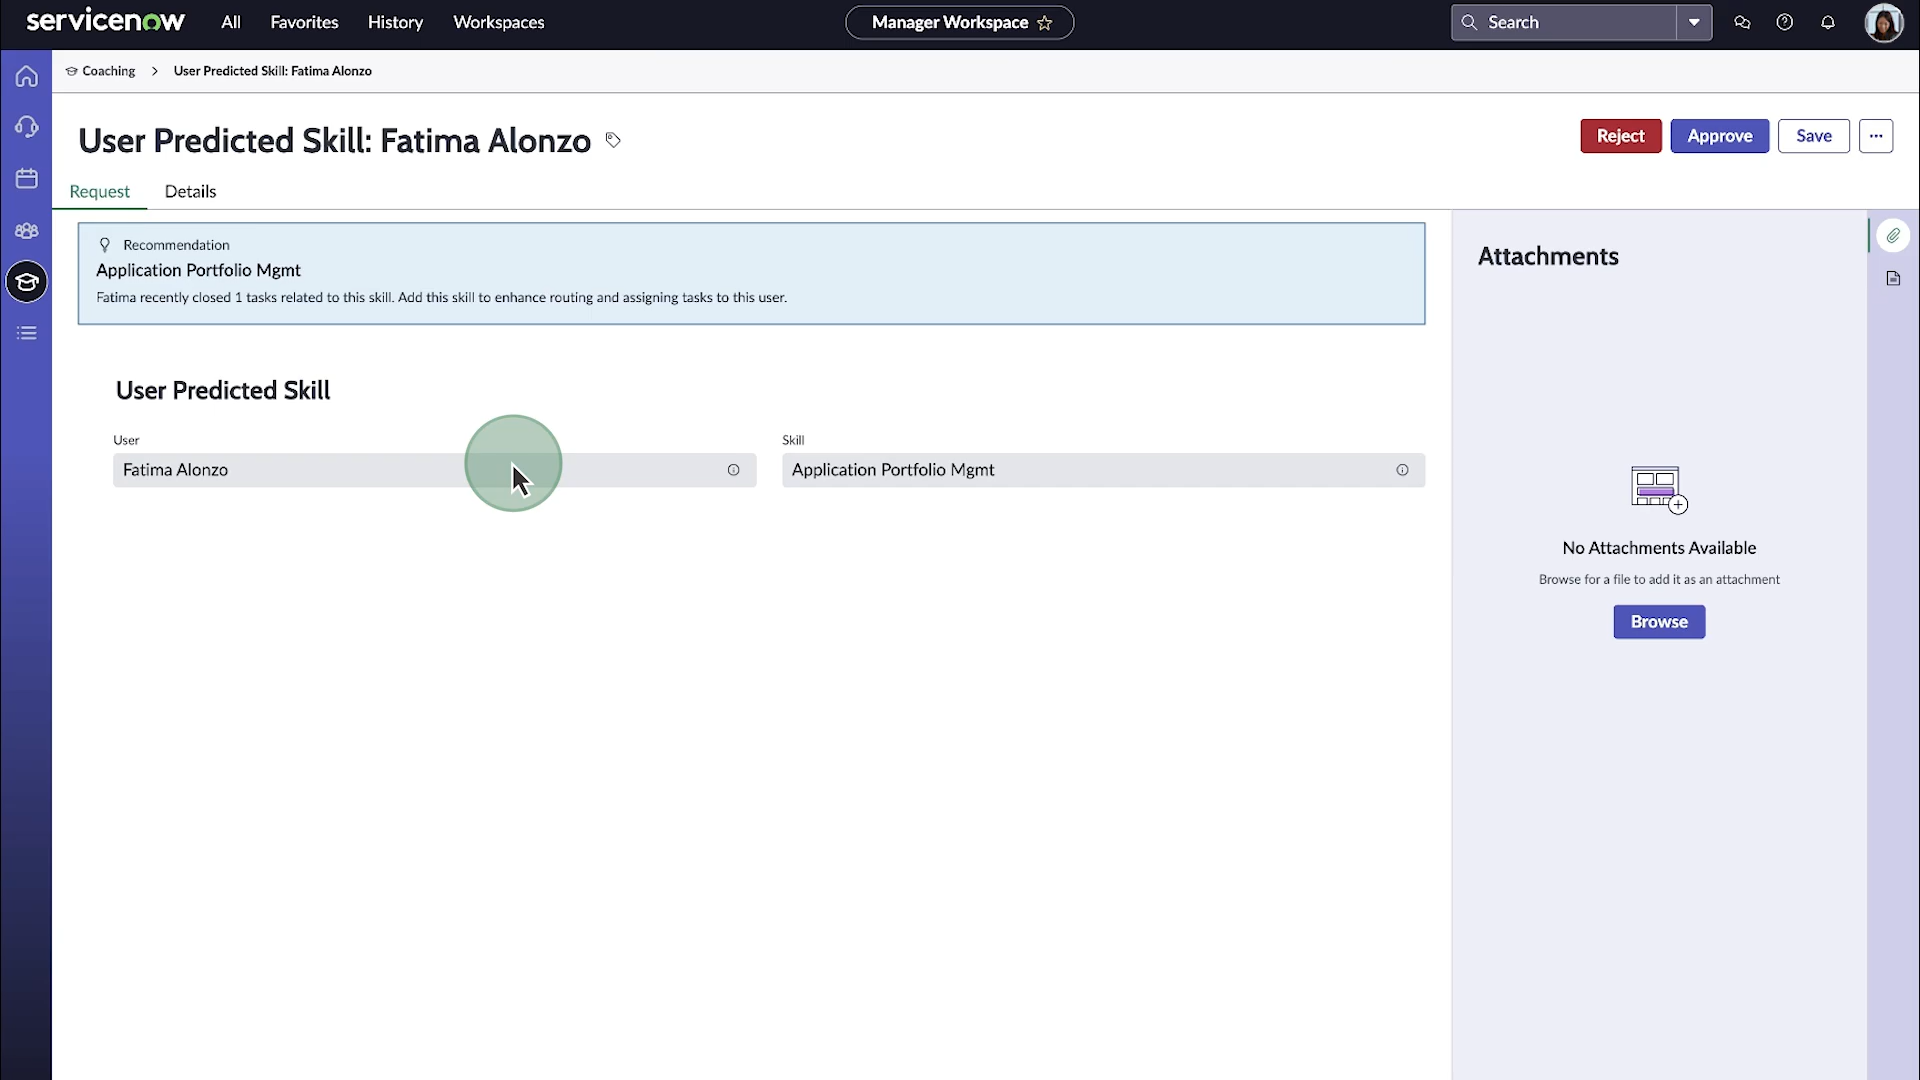 servicenow All Favorites History Workspaces Manager Workspace Search
Coaching > User Predicted Skill: Fatima Alonzo
User Predicted Skill: Fatima Alonzo
Reject Approve Save ...
Request Details
Recommendation
Application Portfolio Mgmt
Fatima recently closed 1 tasks related to this skill. Add this skill to enhance routing and assigning tasks to this user.
Attachments
User Predicted Skill
User Skill
Fatima Alonzo Application Portfolio Mgmt
No Attachments Available
Browse for a file to add it as an attachment
Browse